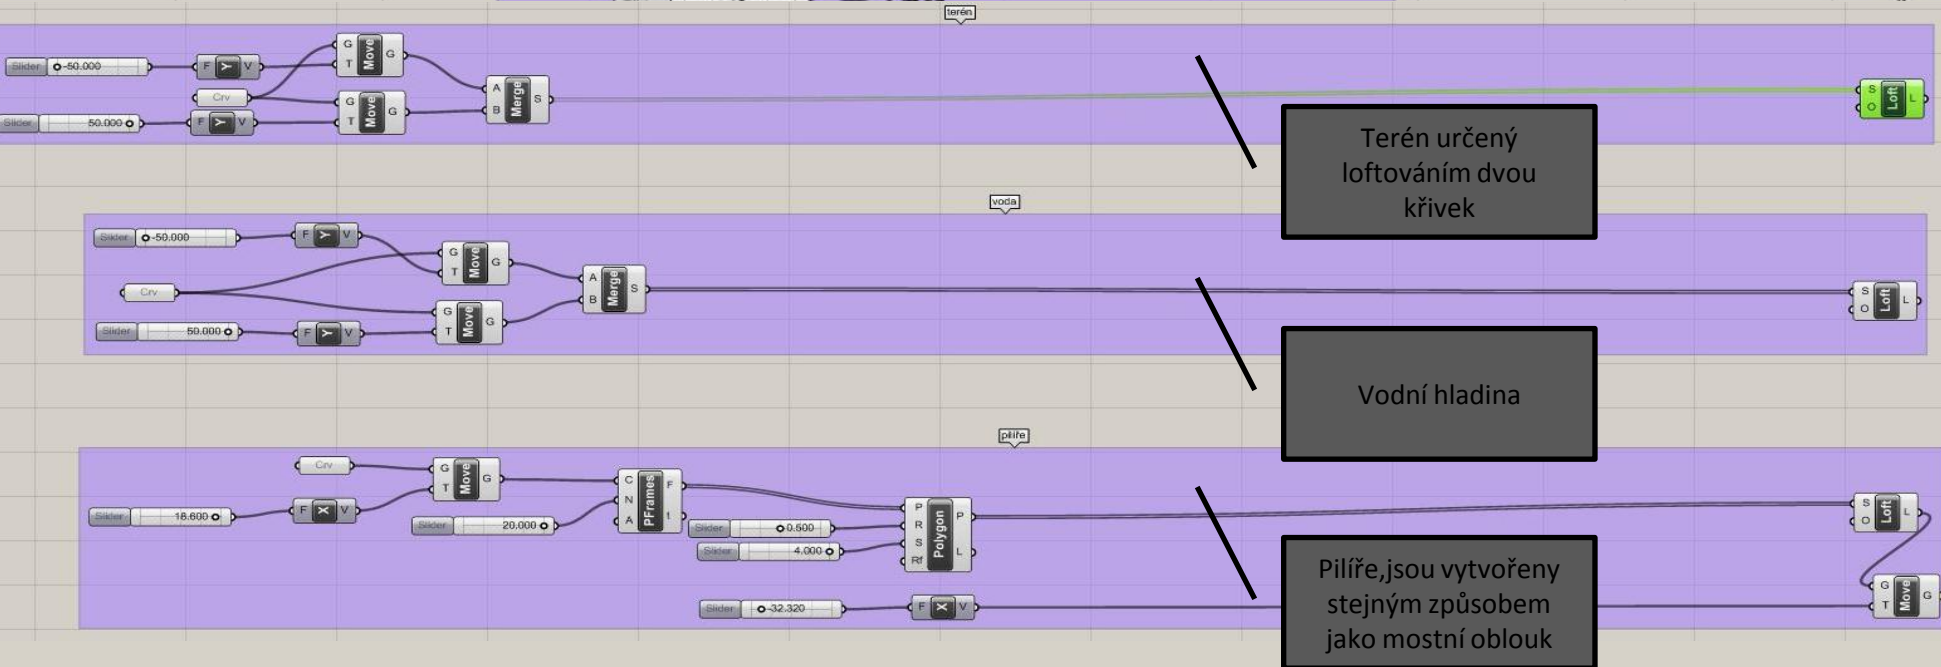 terén
Slider -50.000
F Y V
G T Move G
Crv
Slider 50.000
F Y V
G T Move G
A B Merge S
S O Loft L
Terén určený
loftováním dvou
křivek
voda
Slider -50.000
F Y V
G T Move G
Crv
Slider 50.000
F Y V
G T Move G
A B Merge S
S O Loft L
Vodní hladina
pilíře
Crv
Slider 18.600
F X V
G T Move G
Slider 20.000
C N A PFrames F t
Slider 0.500
Slider 4.000
P R S Rf Polygon P L
S O Loft L
Slider -32.320
F X V
G T Move G
Pilíře,jsou vytvořeny
stejným způsobem
jako mostní oblouk